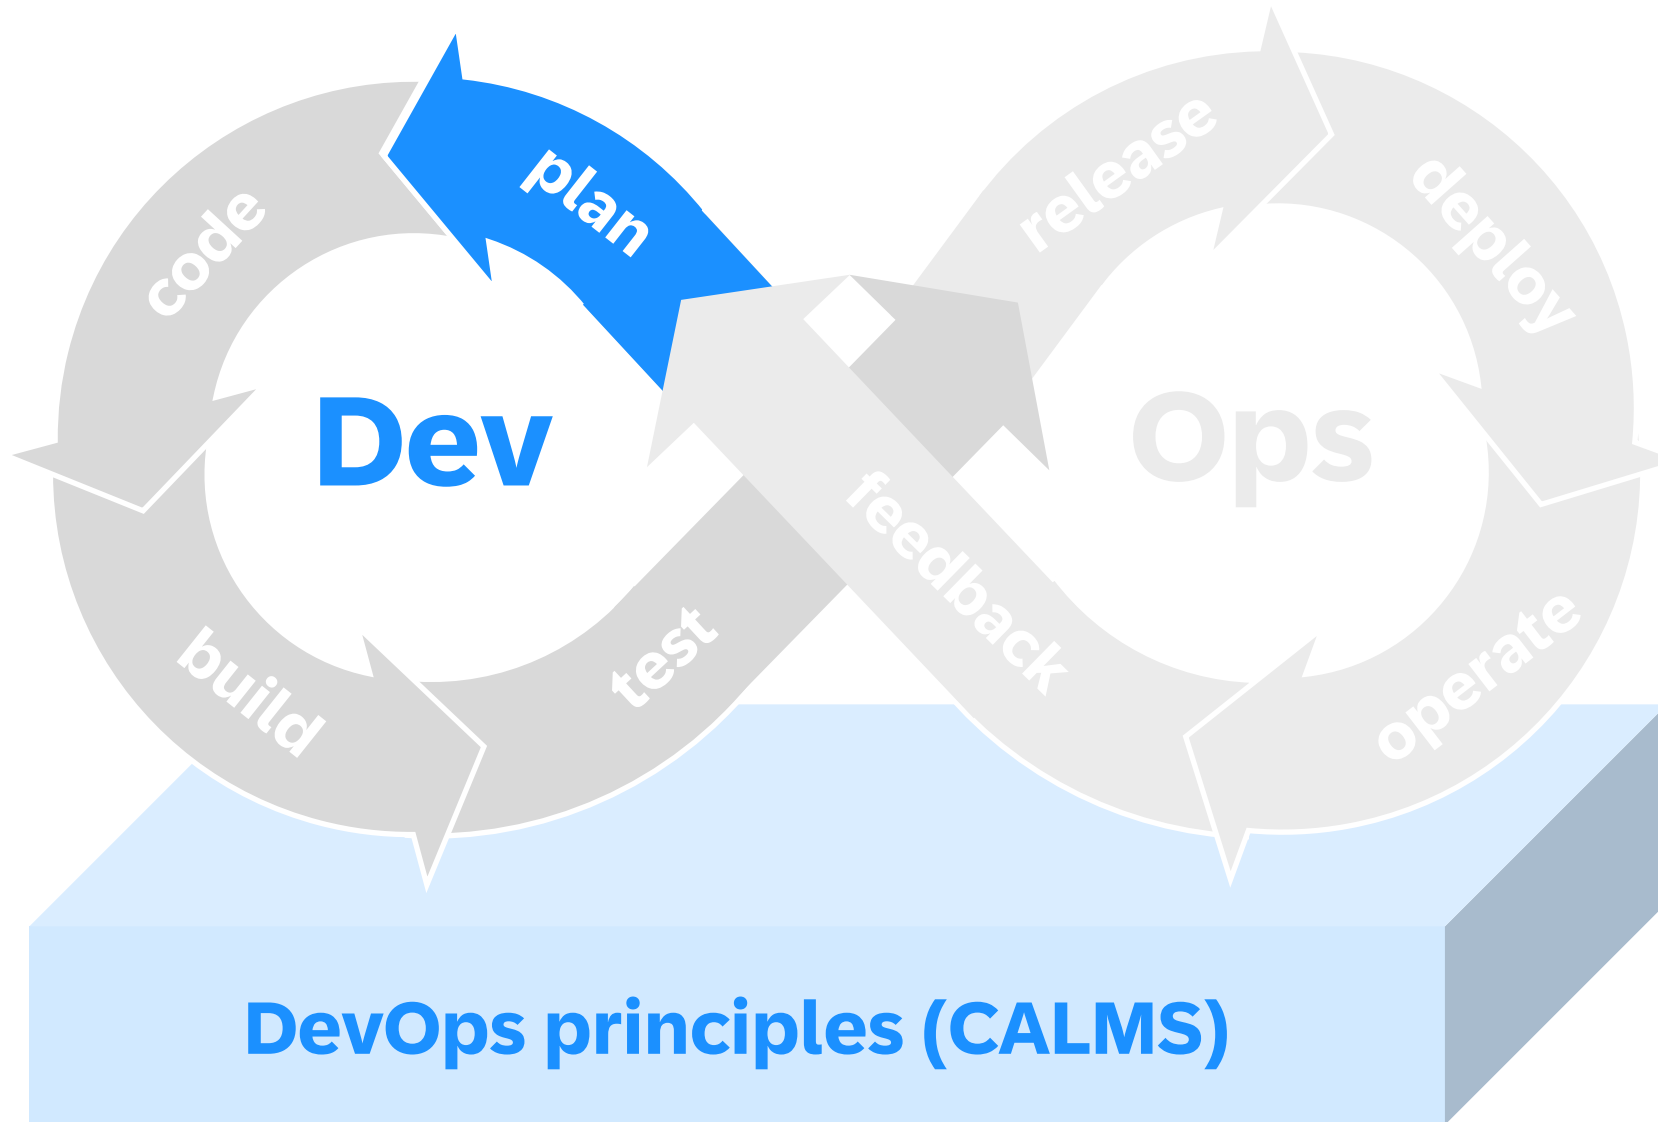 plan
code
build
test
release
deploy
operate
feedback
Dev
Ops
DevOps principles (CALMS)